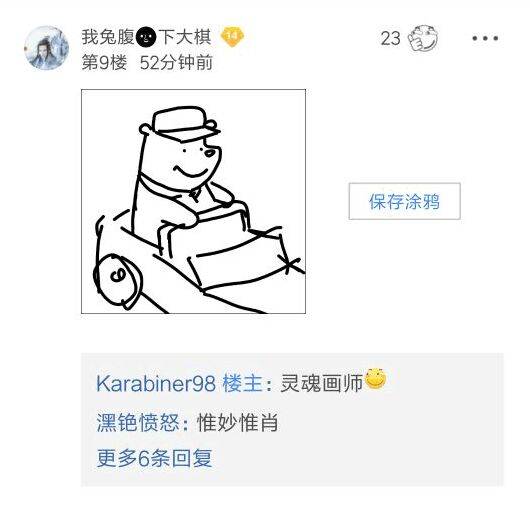 我兔腹🌚下大棋 14
23
第9楼 52分钟前
保存涂鸦
Karabiner98 楼主: 灵魂画师
潶铯愤怒: 惟妙惟肖
更多6条回复